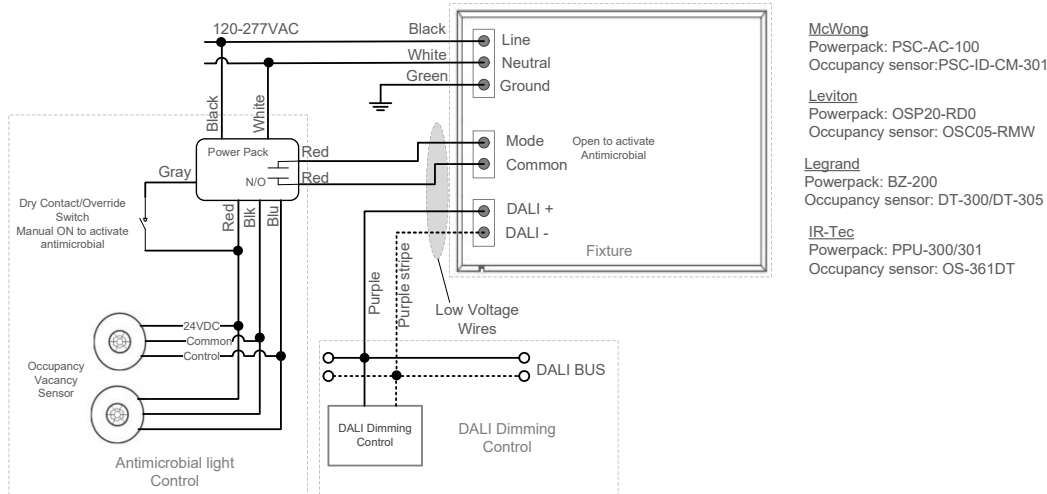 120-277VAC
Black
White
Green
Line
Neutral
Ground
Black
White
Power Pack
N/O
Red
Red
Gray
Mode
Common
Open to activate
Antimicrobial
Dry Contact/Override
Switch
Manual ON to activate
antimicrobial
Red
Blk
Blu
DALI +
DALI -
Fixture
Purple
Purple stripe
Low Voltage
Wires
24VDC
Common
Control
Occupancy
Vacancy
Sensor
DALI BUS
DALI Dimming
Control
DALI Dimming
Control
Antimicrobial light
Control
McWong
Powerpack: PSC-AC-100
Occupancy sensor:PSC-ID-CM-301
Leviton
Powerpack: OSP20-RD0
Occupancy sensor: OSC05-RMW
Legrand
Powerpack: BZ-200
Occupancy sensor: DT-300/DT-305
IR-Tec
Powerpack: PPU-300/301
Occupancy sensor: OS-361DT